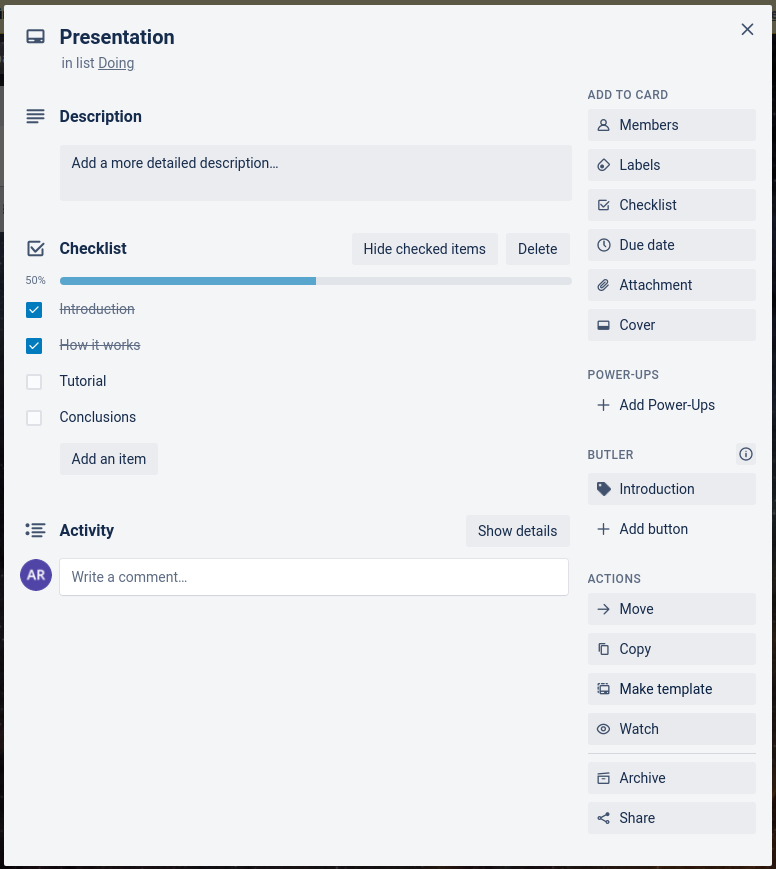 Presentation
in list Doing
Description
Add a more detailed description…
Checklist
Hide checked items
Delete
50%
Introduction
How it works
Tutorial
Conclusions
Add an item
Activity
Show details
AR
Write a comment…
ADD TO CARD
Members
Labels
Checklist
Due date
Attachment
Cover
POWER-UPS
Add Power-Ups
BUTLER
Introduction
Add button
ACTIONS
Move
Copy
Make template
Watch
Archive
Share